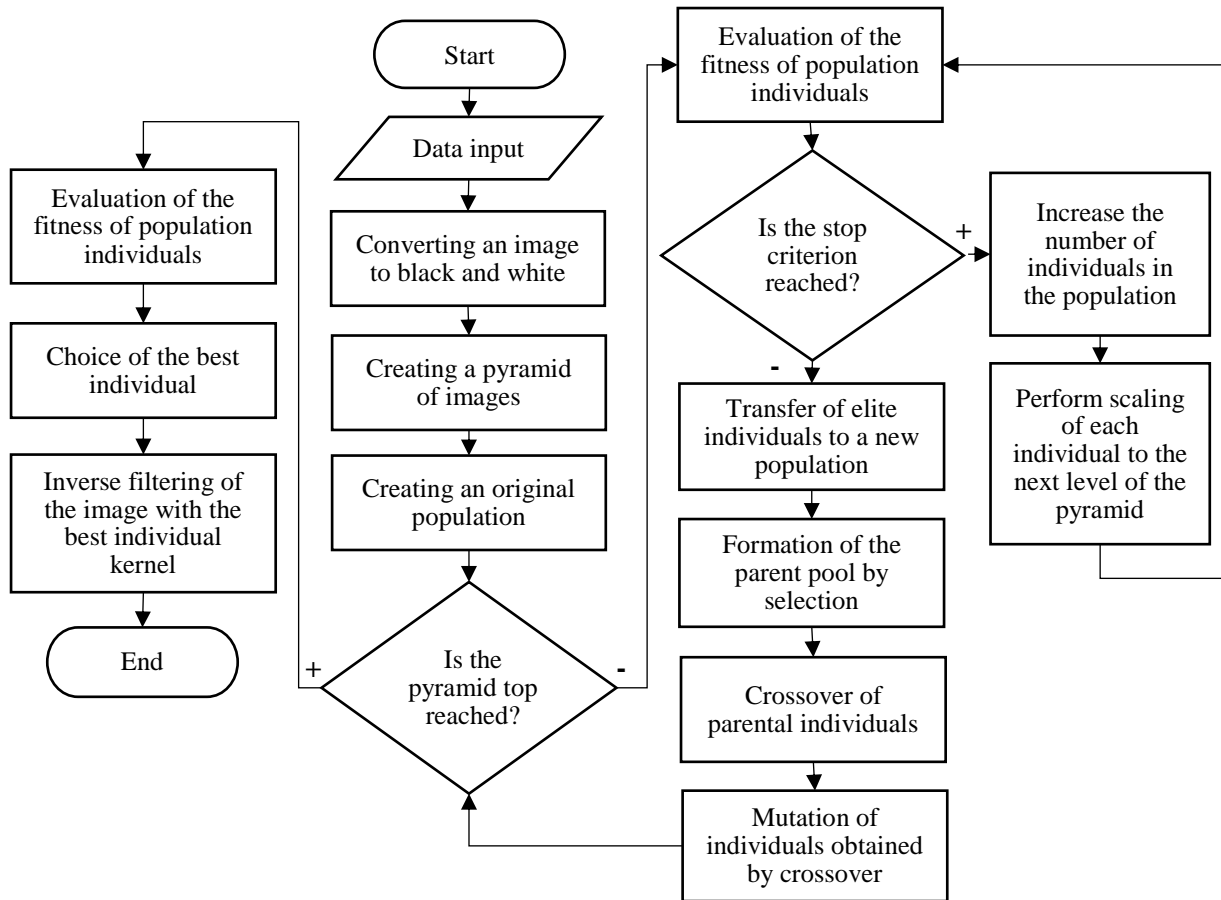 Start
Data input
Converting an image
to black and white
Creating a pyramid
of images
Creating an original
population
Is the
pyramid top
reached?
+
-
Evaluation of the
fitness of population
individuals
Choice of the best
individual
Inverse filtering of
the image with the
best individual
kernel
End
Evaluation of the
fitness of population
individuals
Is the stop
criterion
reached?
+
-
Increase the
number of
individuals in
the population
Perform scaling
of each
individual to the
next level of the
pyramid
Transfer of elite
individuals to a new
population
Formation of the
parent pool by
selection
Crossover of
parental individuals
Mutation of
individuals obtained
by crossover